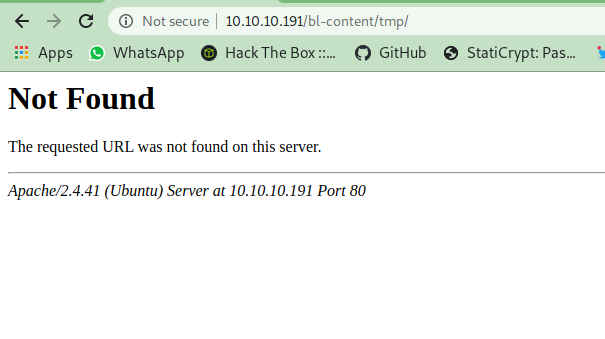 Not secure 10.10.10.191/bl-content/tmp/
Apps WhatsApp Hack The Box ::... GitHub StatiCrypt: Pas...
Not Found
The requested URL was not found on this server.
Apache/2.4.41 (Ubuntu) Server at 10.10.10.191 Port 80